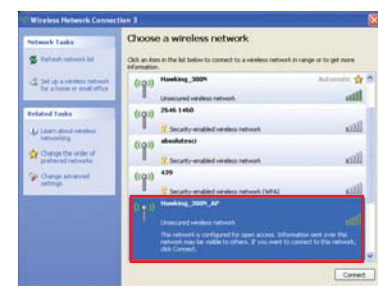 Wireless Network Connection 3
Network Tasks
Refresh network list
Set up a wireless network
for a home or small office
Related Tasks
Learn about wireless
networking
Change the order of
preferred networks
Change advanced
settings
Choose a wireless network
Click an item in the list below to connect to a wireless network in range or to get more
information.
Hawking_300N
Automatic
Unsecured wireless network
2646 1460
Security-enabled wireless network
absolutezci
Security-enabled wireless network
439
Security-enabled wireless network (WPA)
Hawking_300N_AP
Unsecured wireless network
This network is configured for open access. Information sent over this
network may be visible to others. If you want to connect to this network,
click Connect.
Connect